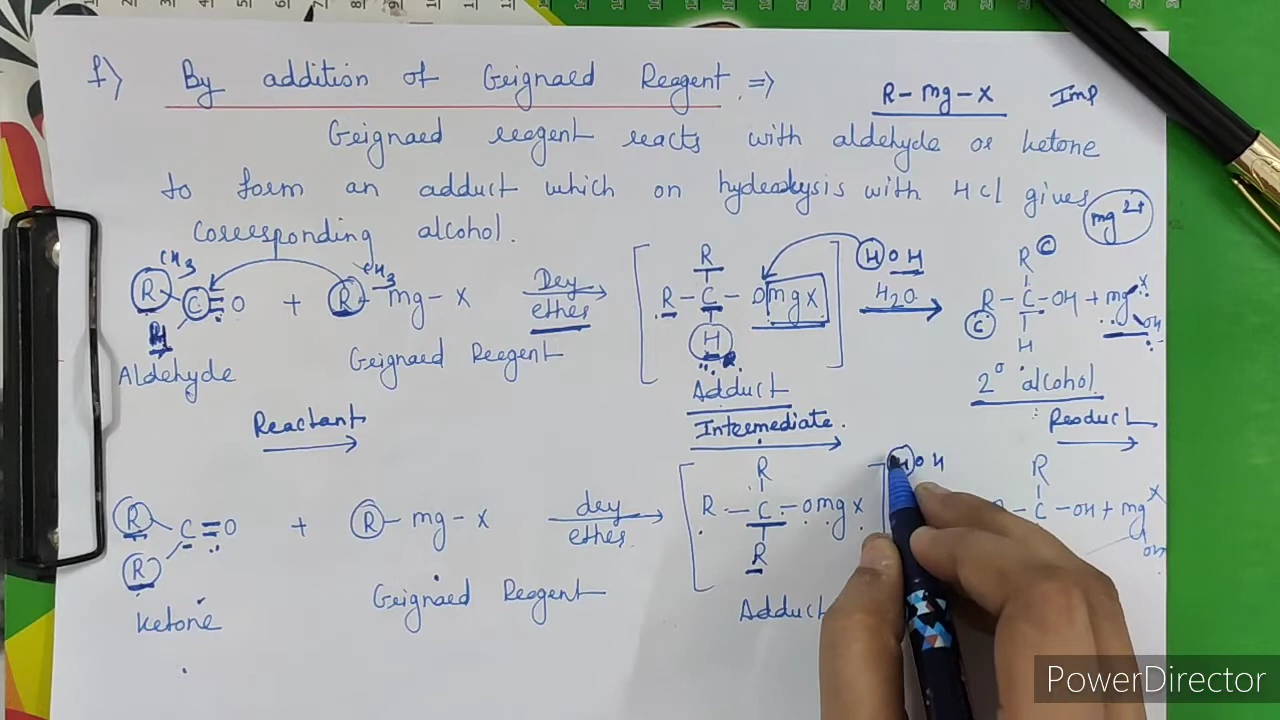 f) By addition of Grignard Reagent ⇒ R-mg-X Imp
Grignard reagent reacts with aldehyde or ketone
to form an adduct which on hydrolysis with HCl gives
corresponding alcohol. mg2+
CH3 CH3 R HOH R C
R C=O + R mg-X Dry ether R-C-OmgX H2O R-C-OH + mg X OH
H H C H
Aldehyde Grignard Reagent Adduct 2° alcohol
Reactant Intermediate. Product
R HOH R
R C=O + R-mg-X dry ether R-C-OmgX C-OH + mg X OH
R R
Ketone Grignard Reagent Adduct
PowerDirector